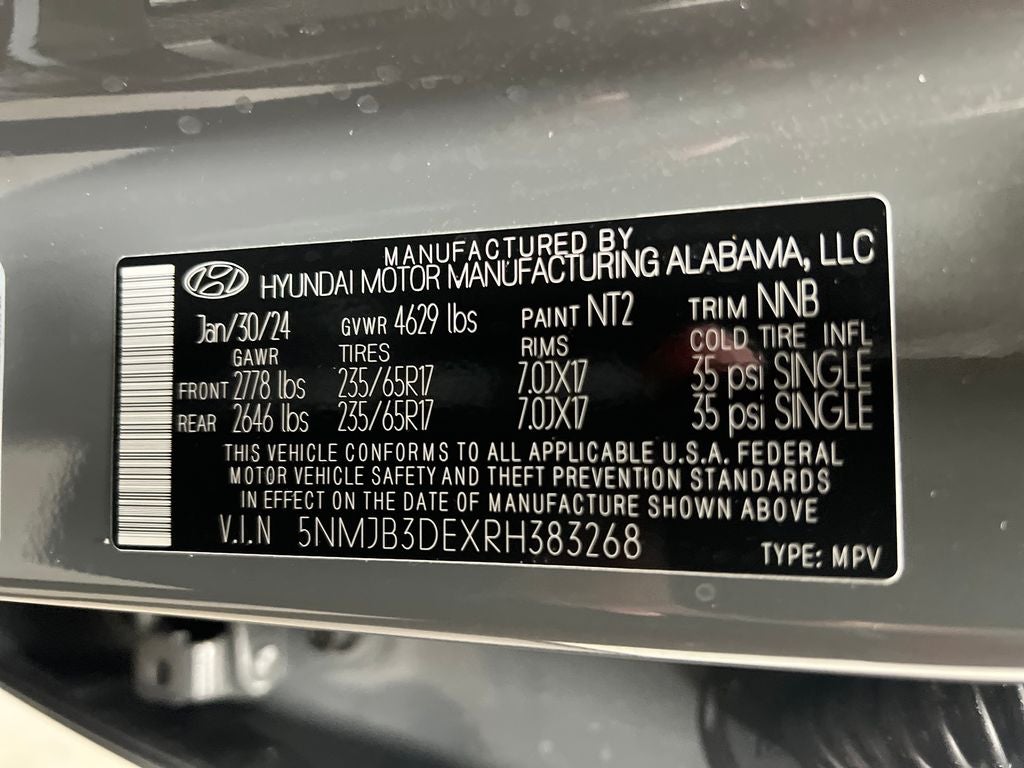 MANUFACTURED BY
HYUNDAI MOTOR MANUFACTURING ALABAMA, LLC
Jan/30/24 GVWR 4629 lbs PAINT NT2 TRIM NNB
GAWR TIRES RIMS COLD TIRE INFL
FRONT 2778 lbs 235/65R17 7.0JX17 35 psi SINGLE
REAR 2646 lbs 235/65R17 7.0JX17 35 psi SINGLE
THIS VEHICLE CONFORMS TO ALL APPLICABLE U.S.A. FEDERAL
MOTOR VEHICLE SAFETY AND THEFT PREVENTION STANDARDS
IN EFFECT ON THE DATE OF MANUFACTURE SHOWN ABOVE
V.I.N 5NMJB3DEXRH383268
TYPE: MPV